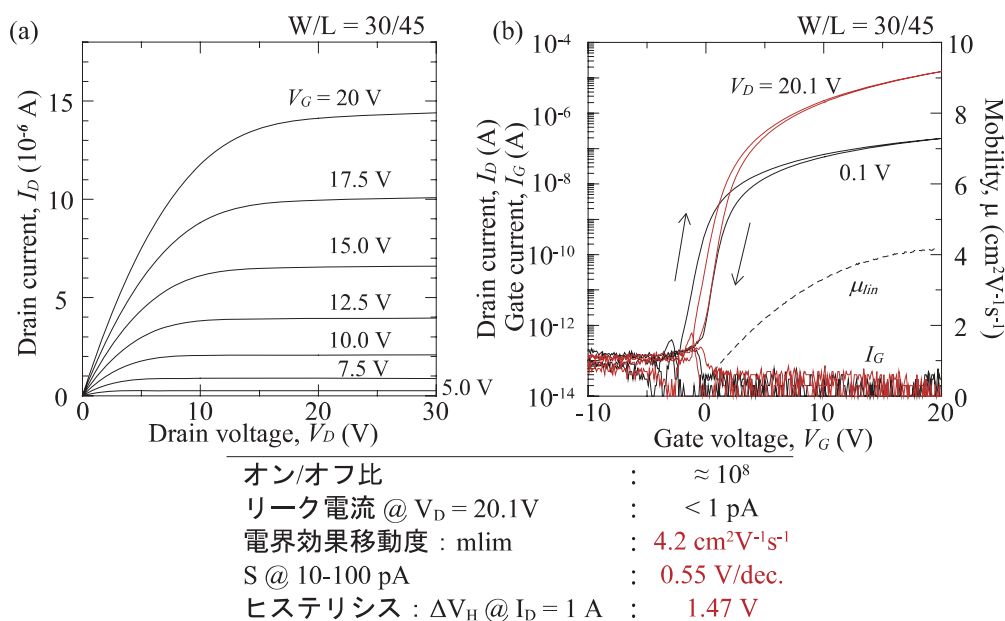 (a)
W/L = 30/45
Drain current, I_D (10⁻⁶ A)
15
10
5
0
V_G = 20 V
17.5 V
15.0 V
12.5 V
10.0 V
7.5 V
5.0 V
0 10 20 30
Drain voltage, V_D (V)
(b)
W/L = 30/45
Drain current, I_D (A)
Gate current, I_G (A)
10⁻⁴
10⁻⁶
10⁻⁸
10⁻¹⁰
10⁻¹²
10⁻¹⁴
V_D = 20.1 V
0.1 V
μ_lin
I_G
10
8
6
4
2
0
Mobility, μ (cm²V⁻¹s⁻¹)
-10 0 10 20
Gate voltage, V_G (V)
オン/オフ比 : ≈ 10⁸
リーク電流 @ V_D = 20.1V : < 1 pA
電界効果移動度 : mlim : 4.2 cm²V⁻¹s⁻¹
S @ 10-100 pA : 0.55 V/dec.
ヒステリシス : ΔV_H @ I_D = 1 A : 1.47 V